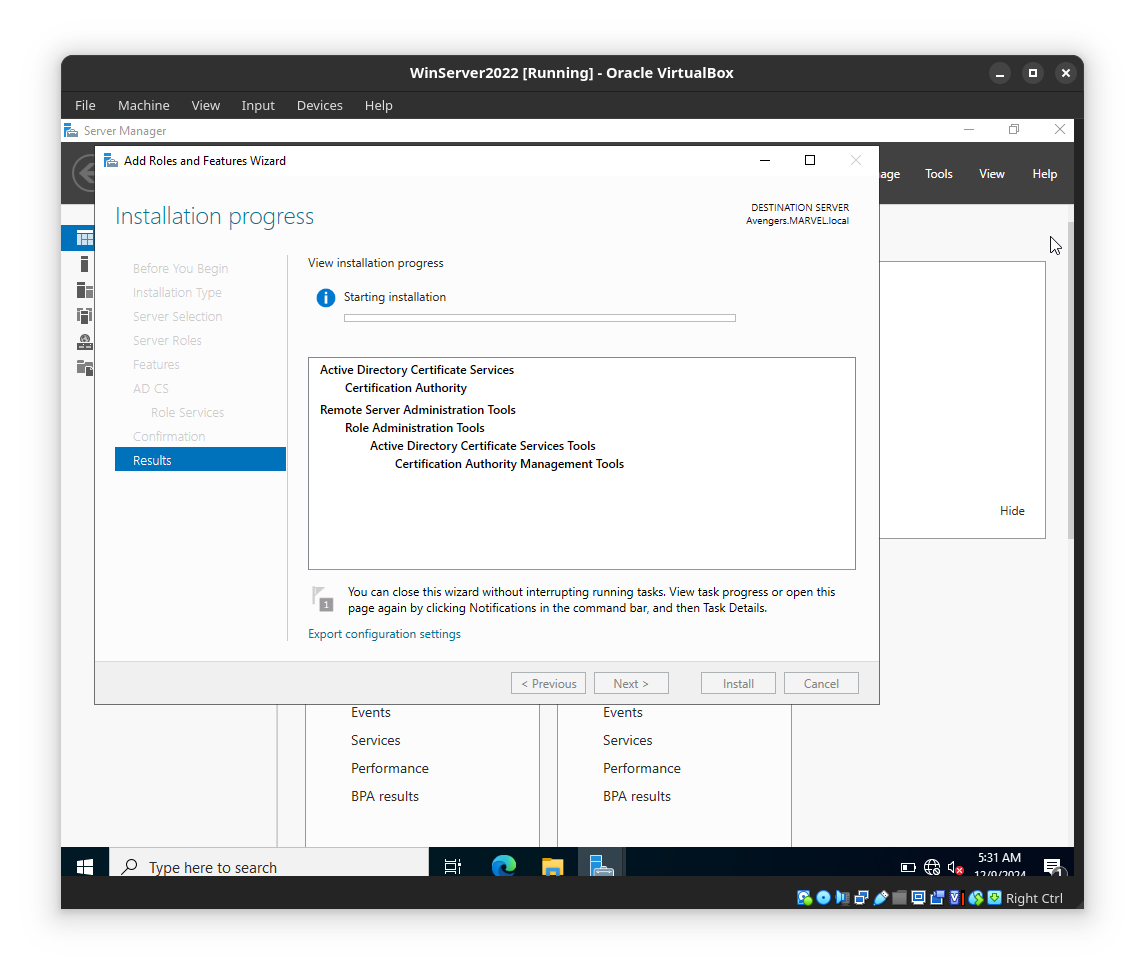 WinServer2022 [Running] - Oracle VirtualBox
File Machine View Input Devices Help
Server Manager
Add Roles and Features Wizard
age Tools View Help
Installation progress
DESTINATION SERVER
Avengers.MARVEL.local
Before You Begin
Installation Type
Server Selection
Server Roles
Features
AD CS
Role Services
Confirmation
Results
View installation progress
Starting installation
Active Directory Certificate Services
Certification Authority
Remote Server Administration Tools
Role Administration Tools
Active Directory Certificate Services Tools
Certification Authority Management Tools
Hide
1
You can close this wizard without interrupting running tasks. View task progress or open this
page again by clicking Notifications in the command bar, and then Task Details.
Export configuration settings
< Previous Next > Install Cancel
Events Events
Services Services
Performance Performance
BPA results BPA results
Type here to search
5:31 AM
12/9/2024
1
Right Ctrl